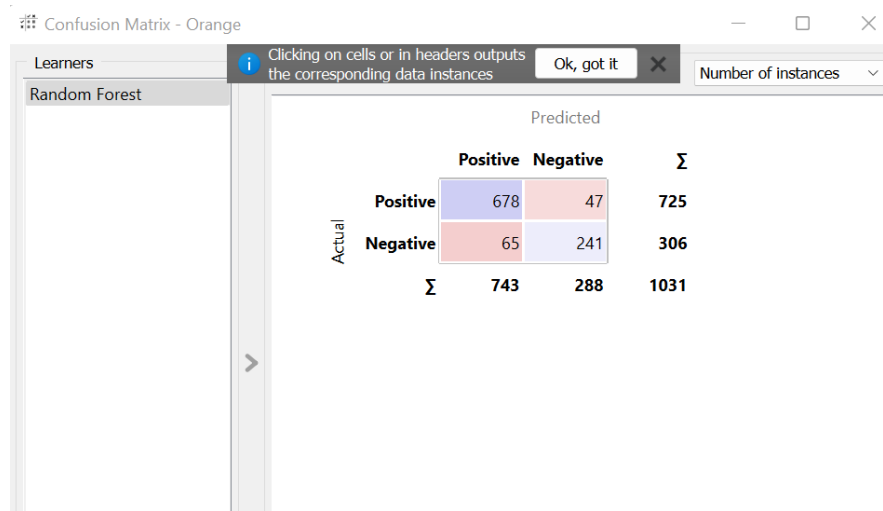 Confusion Matrix - Orange
Learners
Clicking on cells or in headers outputs
the corresponding data instances
Ok, got it
Number of instances
Random Forest
Predicted
Positive Negative Σ
Actual
Positive 678 47 725
Negative 65 241 306
Σ 743 288 1031